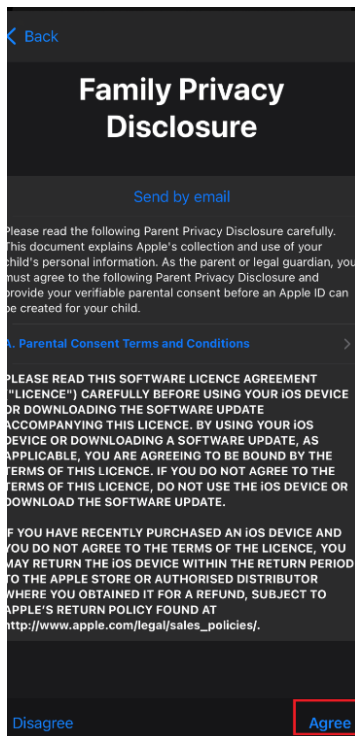 Back
Family Privacy
Disclosure
Send by email
Please read the following Parent Privacy Disclosure carefully.
This document explains Apple's collection and use of your
child's personal information. As the parent or legal guardian, you
must agree to the following Parent Privacy Disclosure and
provide your verifiable parental consent before an Apple ID can
be created for your child.
A. Parental Consent Terms and Conditions
PLEASE READ THIS SOFTWARE LICENCE AGREEMENT
("LICENCE") CAREFULLY BEFORE USING YOUR iOS DEVICE
OR DOWNLOADING THE SOFTWARE UPDATE
ACCOMPANYING THIS LICENCE. BY USING YOUR iOS
DEVICE OR DOWNLOADING A SOFTWARE UPDATE, AS
APPLICABLE, YOU ARE AGREEING TO BE BOUND BY THE
TERMS OF THIS LICENCE. IF YOU DO NOT AGREE TO THE
TERMS OF THIS LICENCE, DO NOT USE THE iOS DEVICE OR
DOWNLOAD THE SOFTWARE UPDATE.
IF YOU HAVE RECENTLY PURCHASED AN iOS DEVICE AND
YOU DO NOT AGREE TO THE TERMS OF THE LICENCE, YOU
MAY RETURN THE iOS DEVICE WITHIN THE RETURN PERIOD
TO THE APPLE STORE OR AUTHORISED DISTRIBUTOR
WHERE YOU OBTAINED IT FOR A REFUND, SUBJECT TO
APPLE'S RETURN POLICY FOUND AT
http://www.apple.com/legal/sales_policies/.
Disagree
Agree